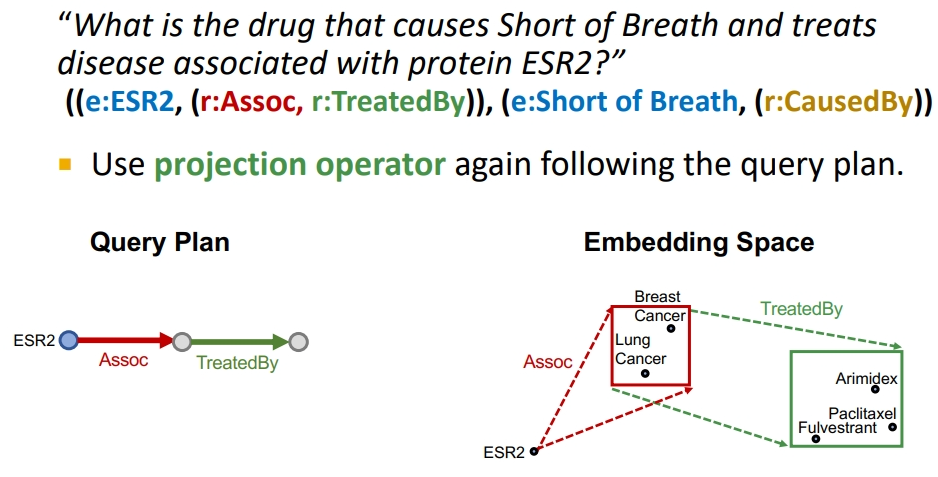 “What is the drug that causes Short of Breath and treats
disease associated with protein ESR2?”
((e:ESR2, (r:Assoc, r:TreatedBy)), (e:Short of Breath, (r:CausedBy))
Use projection operator again following the query plan.
Query Plan
Embedding Space
ESR2
Assoc
TreatedBy
Breast
Cancer
Lung
Cancer
Assoc
ESR2
TreatedBy
Arimidex
Paclitaxel
Fulvestrant